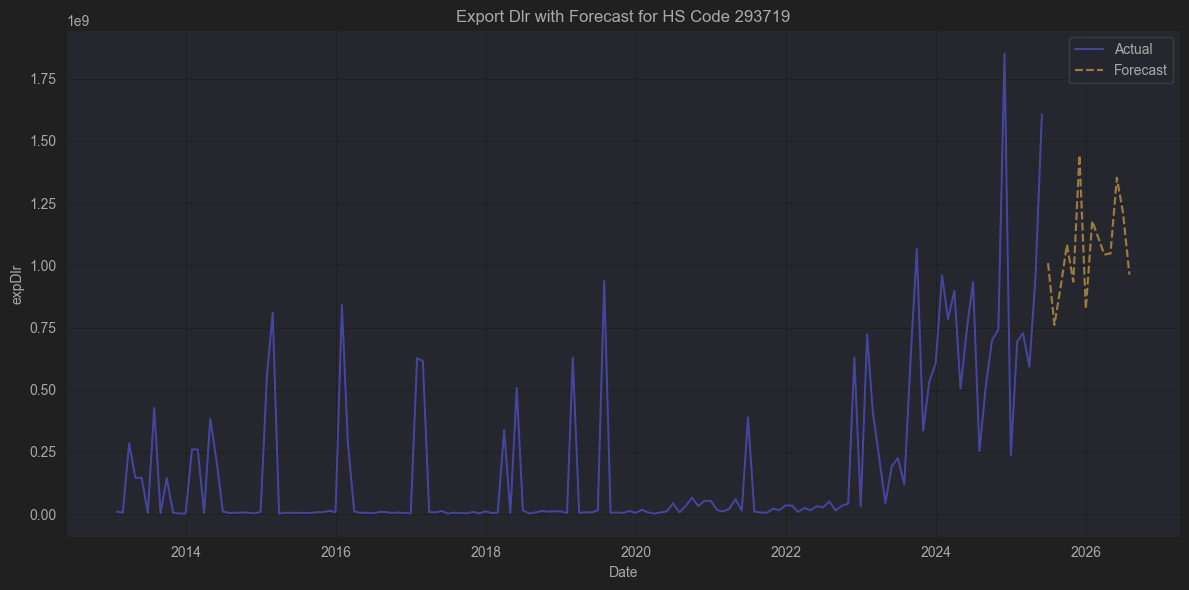 Export Dlr with Forecast for HS Code 293719
1e9
Actual
Forecast
1.75
1.50
1.25
1.00
0.75
0.50
0.25
0.00
expDlr
2014 2016 2018 2020 2022 2024 2026
Date